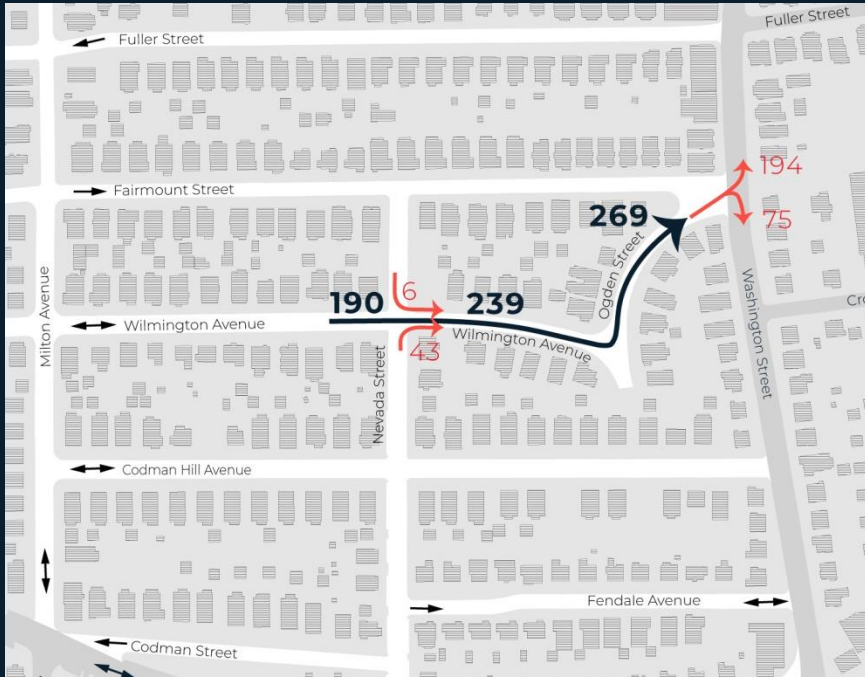 Fuller Street
Fuller Street
194
Fairmount Street
269
75
Ogden Street
190
6
239
Milton Avenue
Wilmington Avenue
Wilmington Avenue
43
Washington Street
Cro
Nevada Street
Codman Hill Avenue
Fendale Avenue
Codman Street